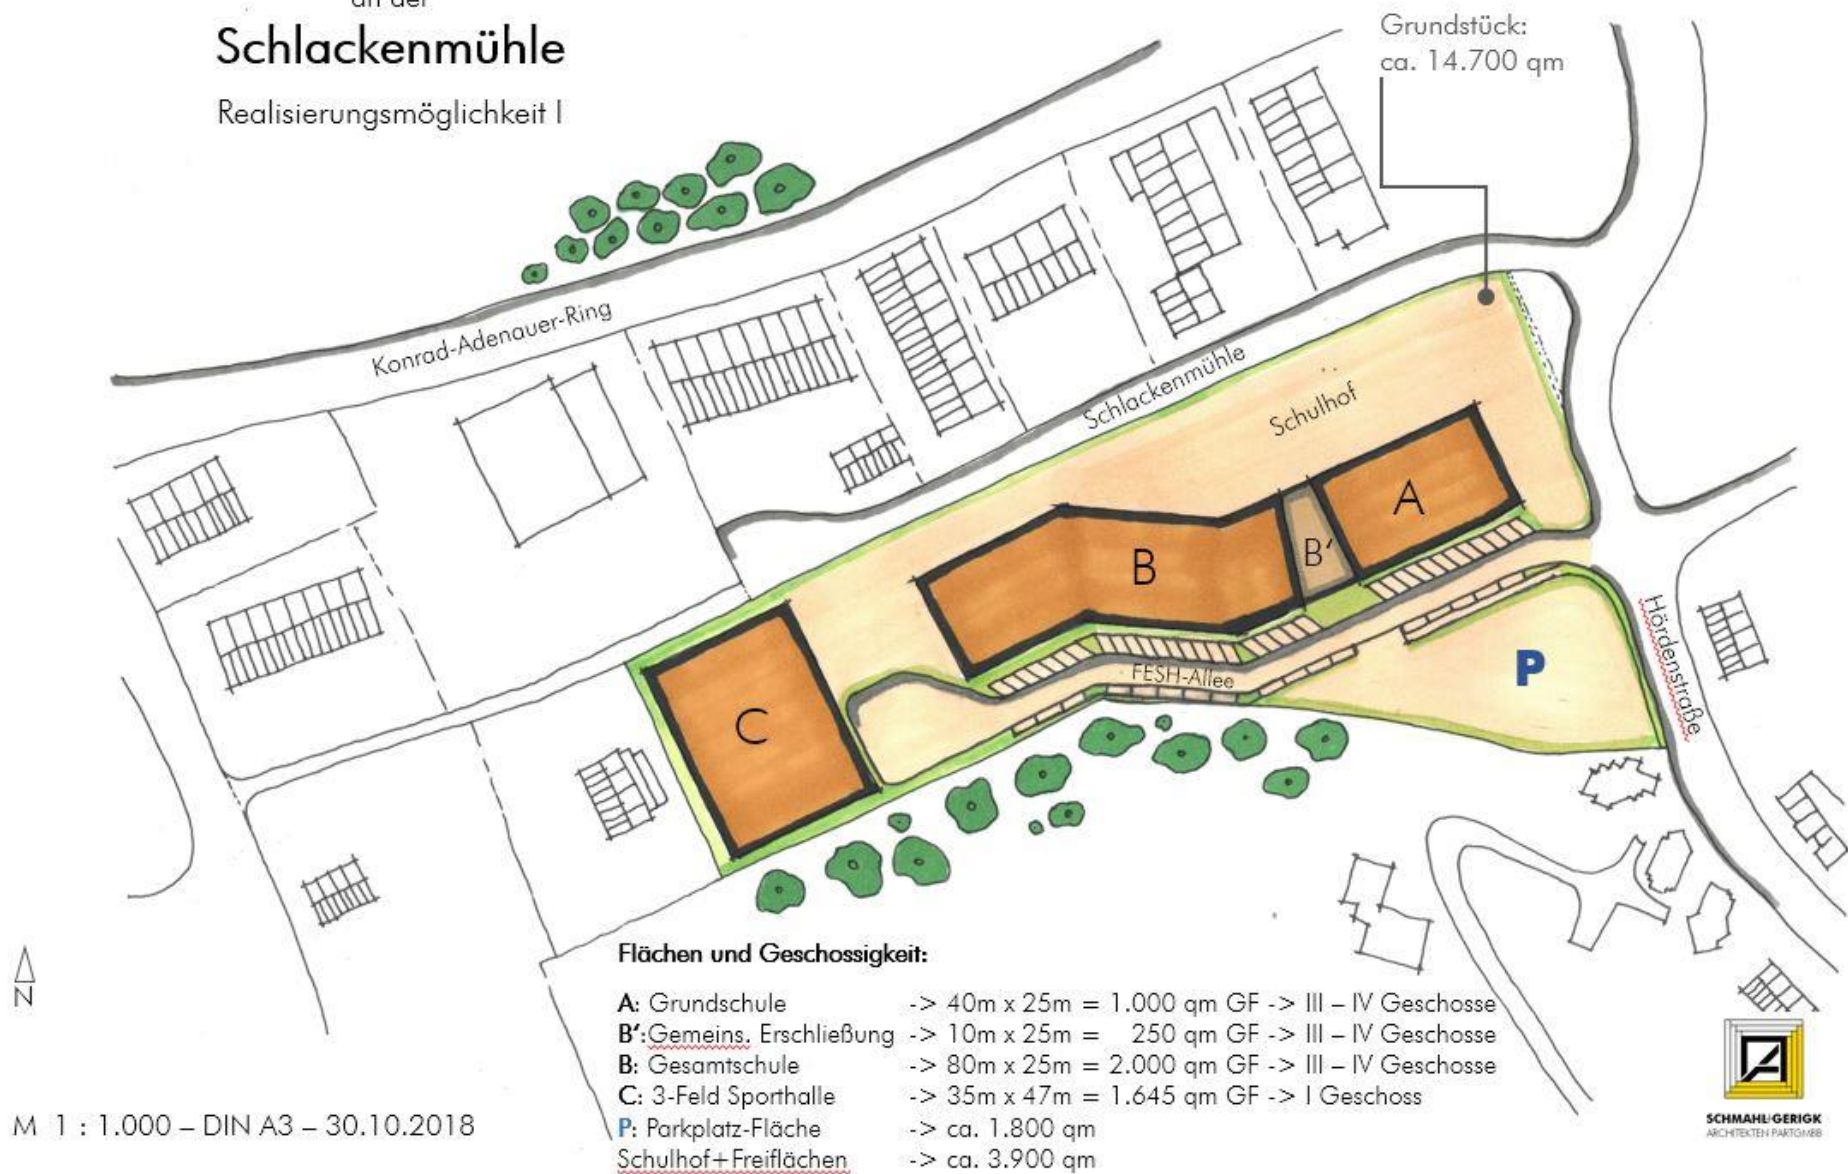 an der
Schlackenmühle
Realisierungsmöglichkeit I
Grundstück:
ca. 14.700 qm
Konrad-Adenauer-Ring
Schlackenmühle
Schulhof
A
B
B'
C
FESH-Allee
P
Hördenstraße
N
Flächen und Geschossigkeit:
A: Grundschule -> 40m x 25m = 1.000 qm GF -> III – IV Geschosse
B‘:Gemeins. Erschließung -> 10m x 25m = 250 qm GF -> III – IV Geschosse
B: Gesamtschule -> 80m x 25m = 2.000 qm GF -> III – IV Geschosse
C: 3-Feld Sporthalle -> 35m x 47m = 1.645 qm GF -> I Geschoss
P: Parkplatz-Fläche -> ca. 1.800 qm
Schulhof+Freiflächen -> ca. 3.900 qm
M 1 : 1.000 – DIN A3 – 30.10.2018
SCHMAHL|GERIGK
ARCHITEKTEN PARTGMBB